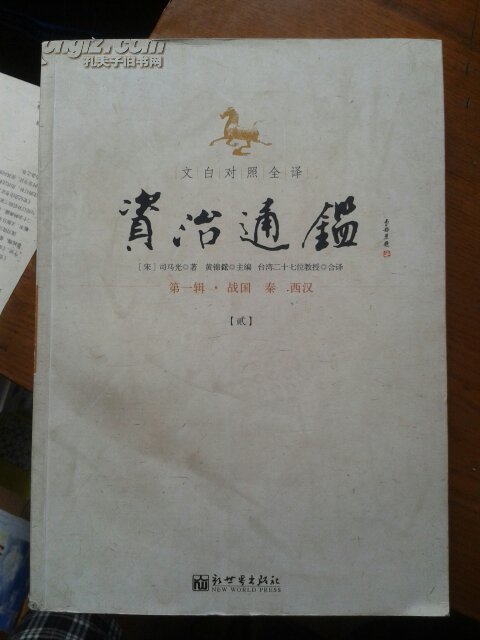 kongfz.com
孔夫子旧书网
文白对照全译
資治通鑑
［宋］司马光◎著 黄锦鋐◎主编 台湾二十七位教授◎合译
第一辑·战国 秦 西汉
【贰】
新世界出版社
NEW WORLD PRESS